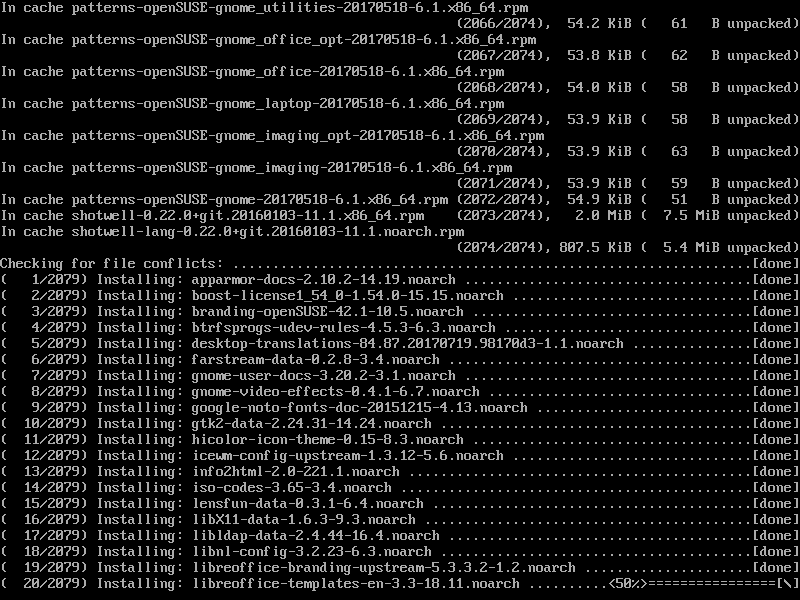 In cache patterns-openSUSE-gnome_utilities-20170518-6.1.x86_64.rpm
(2066/2074),  54.2 KiB (   61   B unpacked)
In cache patterns-openSUSE-gnome_office_opt-20170518-6.1.x86_64.rpm
(2067/2074),  53.8 KiB (   62   B unpacked)
In cache patterns-openSUSE-gnome_office-20170518-6.1.x86_64.rpm
(2068/2074),  54.0 KiB (   58   B unpacked)
In cache patterns-openSUSE-gnome_laptop-20170518-6.1.x86_64.rpm
(2069/2074),  53.9 KiB (   58   B unpacked)
In cache patterns-openSUSE-gnome_imaging_opt-20170518-6.1.x86_64.rpm
(2070/2074),  53.9 KiB (   63   B unpacked)
In cache patterns-openSUSE-gnome_imaging-20170518-6.1.x86_64.rpm
(2071/2074),  53.9 KiB (   59   B unpacked)
In cache patterns-openSUSE-gnome-20170518-6.1.x86_64.rpm (2072/2074),  54.9 KiB (   51   B unpacked)
In cache shotwell-0.22.0+git.20160103-11.1.x86_64.rpm    (2073/2074),   2.0 MiB (  7.5 MiB unpacked)
In cache shotwell-lang-0.22.0+git.20160103-11.1.noarch.rpm
(2074/2074), 807.5 KiB (  5.4 MiB unpacked)
Checking for file conflicts: ..................................................................[done]
(   1/2079) Installing: apparmor-docs-2.10.2-14.19.noarch .....................................[done]
(   2/2079) Installing: boost-license1_54_0-1.54.0-15.15.noarch ...............................[done]
(   3/2079) Installing: branding-openSUSE-42.1-10.5.noarch ....................................[done]
(   4/2079) Installing: btrfsprogs-udev-rules-4.5.3-6.3.noarch ................................[done]
(   5/2079) Installing: desktop-translations-84.87.20170719.98170d3-1.1.noarch ................[done]
(   6/2079) Installing: farstream-data-0.2.8-3.4.noarch .......................................[done]
(   7/2079) Installing: gnome-user-docs-3.20.2-3.1.noarch .....................................[done]
(   8/2079) Installing: gnome-video-effects-0.4.1-6.7.noarch ..................................[done]
(   9/2079) Installing: google-noto-fonts-doc-20151215-4.13.noarch ............................[done]
(  10/2079) Installing: gtk2-data-2.24.31-14.24.noarch ........................................[done]
(  11/2079) Installing: hicolor-icon-theme-0.15-8.3.noarch ....................................[done]
(  12/2079) Installing: icewm-config-upstream-1.3.12-5.6.noarch ...............................[done]
(  13/2079) Installing: info2html-2.0-221.1.noarch ............................................[done]
(  14/2079) Installing: iso-codes-3.65-3.4.noarch .............................................[done]
(  15/2079) Installing: lensfun-data-0.3.1-6.4.noarch .........................................[done]
(  16/2079) Installing: libX11-data-1.6.3-9.3.noarch ..........................................[done]
(  17/2079) Installing: libldap-data-2.4.44-16.4.noarch .......................................[done]
(  18/2079) Installing: libnl-config-3.2.23-6.3.noarch ........................................[done]
(  19/2079) Installing: libreoffice-branding-upstream-5.3.3.2-1.2.noarch ......................[done]
(  20/2079) Installing: libreoffice-templates-en-3.3-18.11.noarch ..........<50%>================[\]